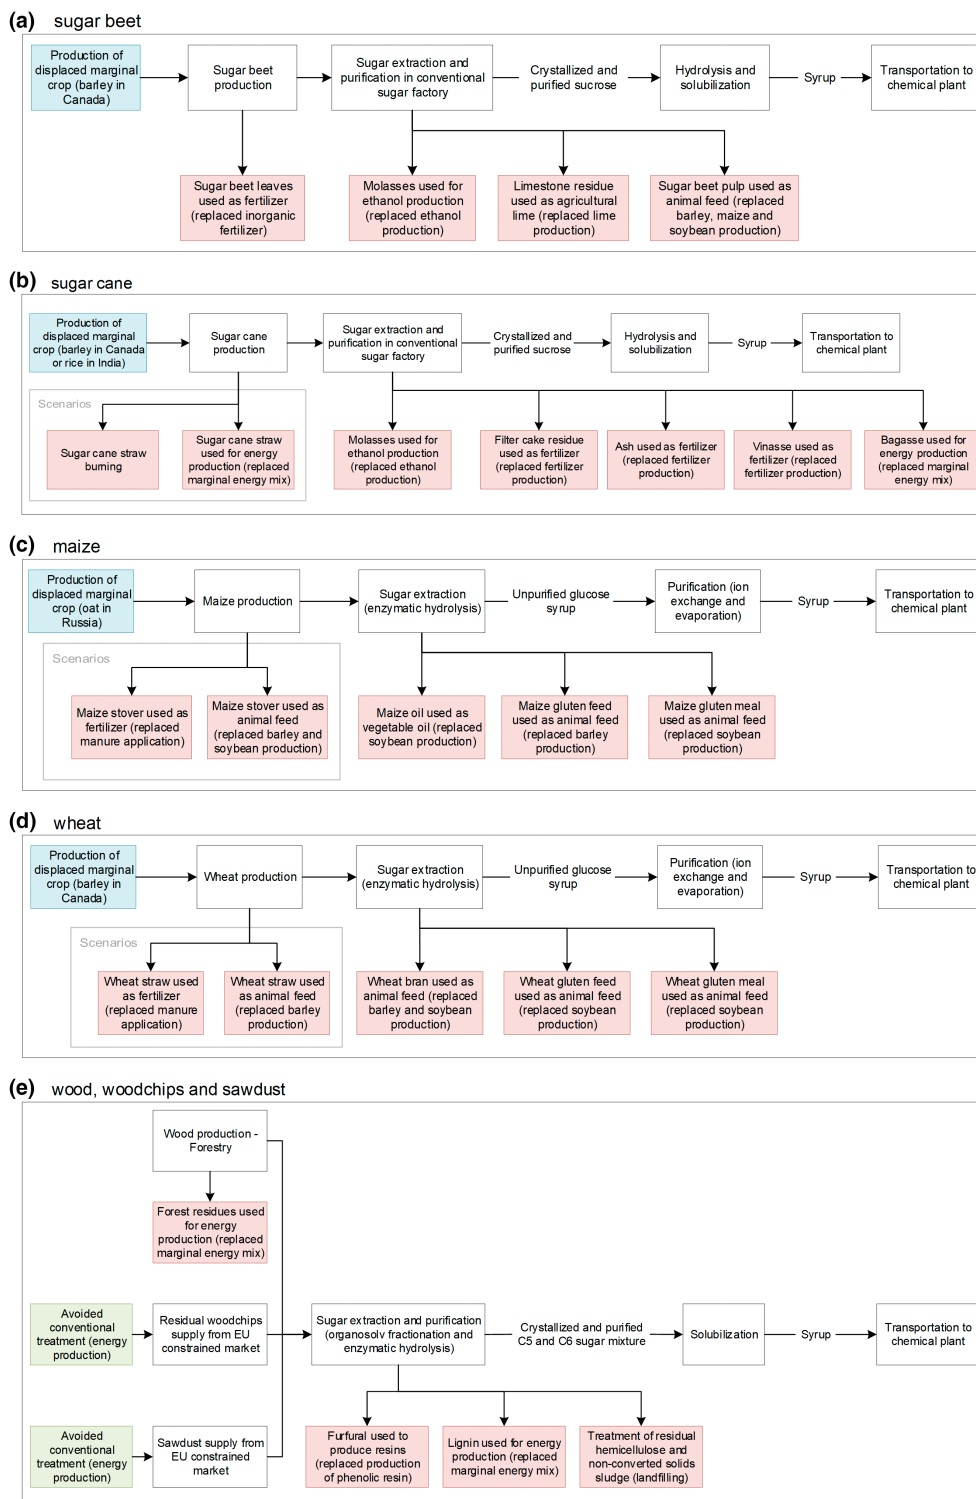 (a) sugar beet
Production of
displaced marginal
crop (barley in
Canada)
Sugar beet
production
Sugar extraction and
purification in conventional
sugar factory
Crystallized and
purified sucrose
Hydrolysis and
solubilization
Syrup
Transportation to
chemical plant
Sugar beet leaves
used as fertilizer
(replaced inorganic
fertilizer)
Molasses used for
ethanol production
(replaced ethanol
production)
Limestone residue
used as agricultural
lime (replaced lime
production)
Sugar beet pulp used as
animal feed (replaced
barley, maize and
soybean production)
(b) sugar cane
Production of
displaced marginal
crop (barley in Canada
or rice in India)
Sugar cane
production
Sugar extraction and
purification in conventional
sugar factory
Crystallized and
purified sucrose
Hydrolysis and
solubilization
Syrup
Transportation to
chemical plant
Scenarios
Sugar cane straw
burning
Sugar cane straw
used for energy
production (replaced
marginal energy mix)
Molasses used for
ethanol production
(replaced ethanol
production)
Filter cake residue
used as fertilizer
(replaced fertilizer
production)
Ash used as fertilizer
(replaced fertilizer
production)
Vinasse used as
fertilizer (replaced
fertilizer production)
Bagasse used for
energy production
(replaced marginal
energy mix)
(c) maize
Production of
displaced marginal
crop (oat in
Russia)
Maize production
Sugar extraction
(enzymatic hydrolysis)
Unpurified glucose
syrup
Purification (ion
exchange and
evaporation)
Syrup
Transportation to
chemical plant
Scenarios
Maize stover used as
fertilizer (replaced
manure application)
Maize stover used as
animal feed
(replaced barley and
soybean production)
Maize oil used as
vegetable oil (replaced
soybean production)
Maize gluten feed
used as animal feed
(replaced barley
production)
Maize gluten meal
used as animal feed
(replaced soybean
production)
(d) wheat
Production of
displaced marginal
crop (barley in
Canada)
Wheat production
Sugar extraction
(enzymatic hydrolysis)
Unpurified glucose
syrup
Purification (ion
exchange and
evaporation)
Syrup
Transportation to
chemical plant
Scenarios
Wheat straw used
as fertilizer
(replaced manure
application)
Wheat straw used
as animal feed
(replaced barley
production)
Wheat bran used as
animal feed (replaced
barley and soybean
production)
Wheat gluten feed
used as animal feed
(replaced soybean
production)
Wheat gluten meal
used as animal feed
(replaced soybean
production)
(e) wood, woodchips and sawdust
Wood production -
Forestry
Forest residues used
for energy
production (replaced
marginal energy mix)
Avoided
conventional
treatment (energy
production)
Residual woodchips
supply from EU
constrained market
Sugar extraction and purification
(organosolv fractionation and
enzymatic hydrolysis)
Crystallized and purified
C5 and C6 sugar mixture
Solubilization
Syrup
Transportation to
chemical plant
Avoided
conventional
treatment (energy
production)
Sawdust supply from
EU constrained
market
Furfural used to
produce resins
(replaced production
of phenolic resin)
Lignin used for energy
production (replaced
marginal energy mix)
Treatment of residual
hemicellulose and
non-converted solids
sludge (landfilling)